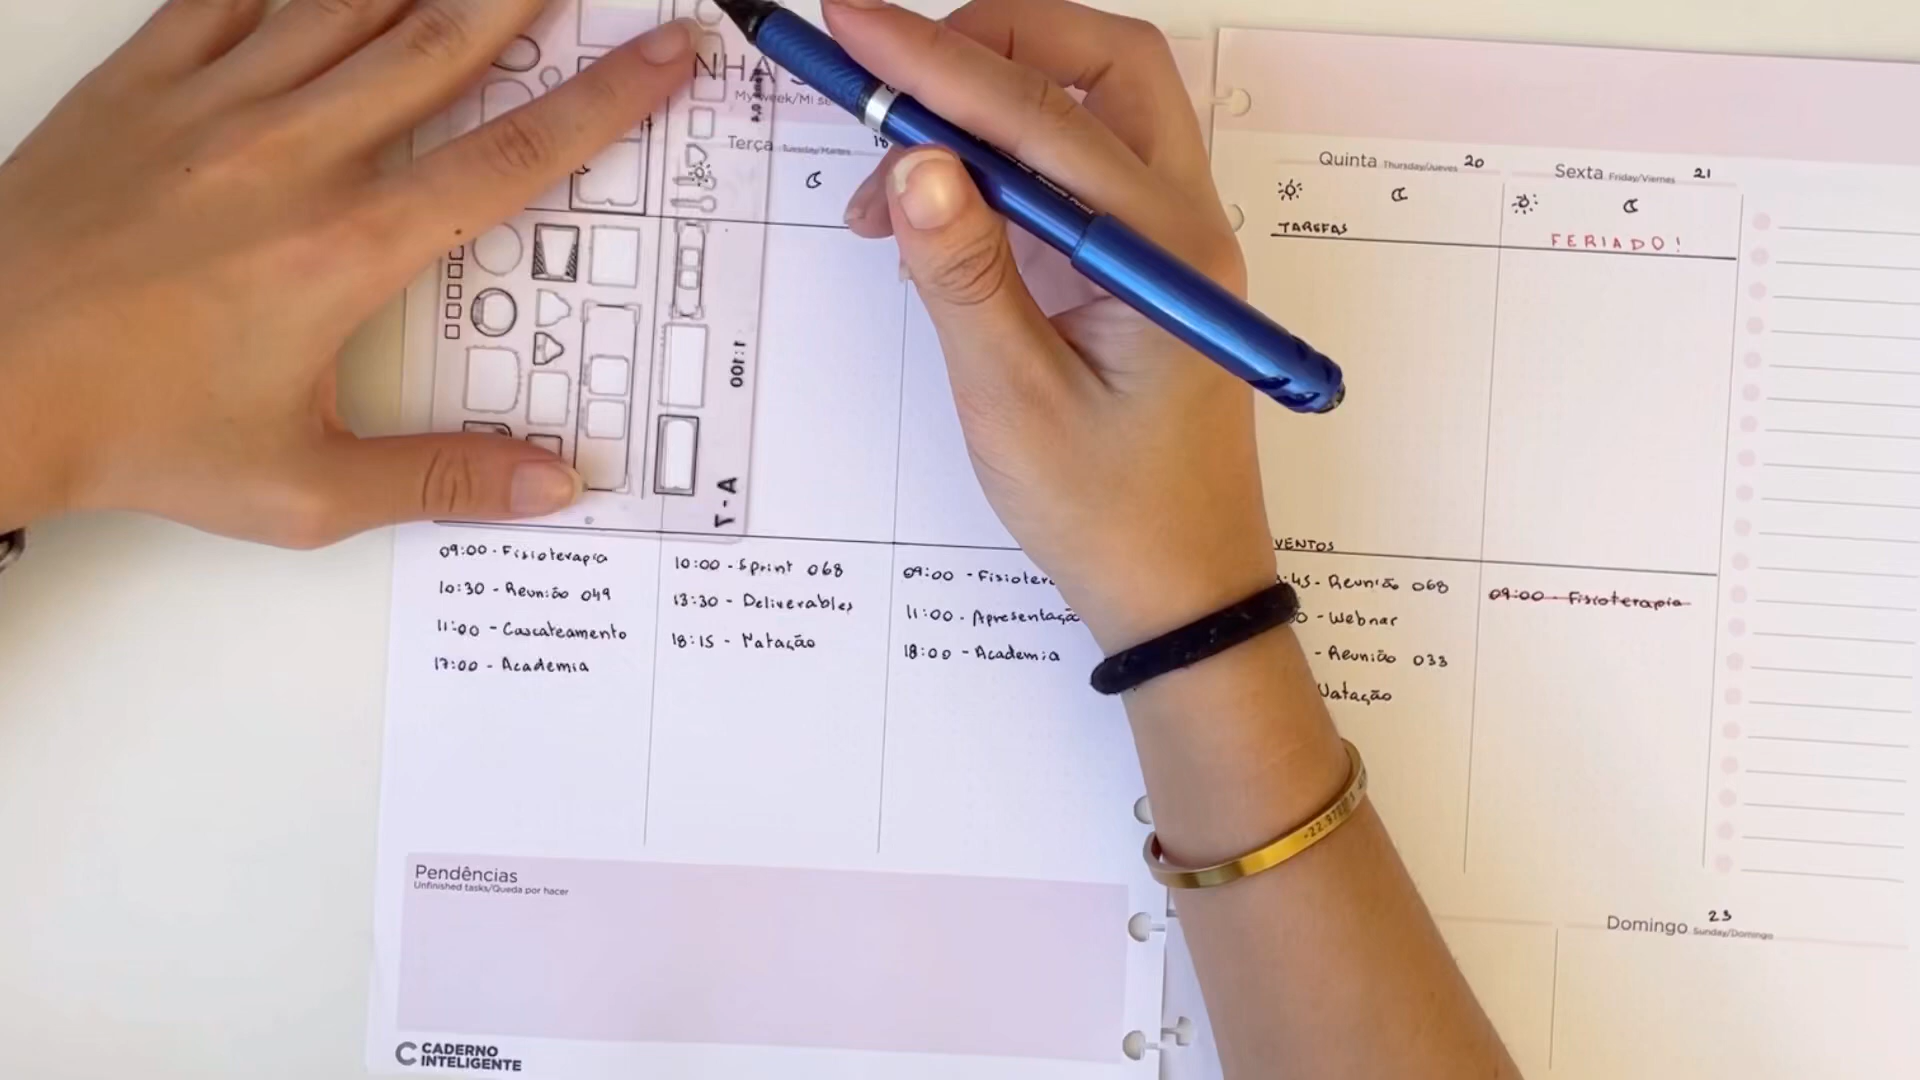 NHA
My week/Mi se
Terça Tuesday/Martes 18
Quinta Thursday/Jueves 20
Sexta Friday/Viernes 21
TAREFAS
FERIADO!
1:100
T-A
VENTOS
09:00 - Fisioterapia
10:30 - Reunião 049
11:00 - Cascateamento
17:00 - Academia
10:00 - Sprint 068
13:30 - Deliverables
18:15 - Natação
09:00 - Fisioter
11:00 - Apresentaçã
18:00 - Academia
:45 - Reunião 068
30 - Webnar
- Reunião 033
Natação
09:00 - Fisioterapia
Pendências
Unfinished tasks/Queda por hacer
Domingo Sunday/Domingo 23
CADERNO
INTELIGENTE